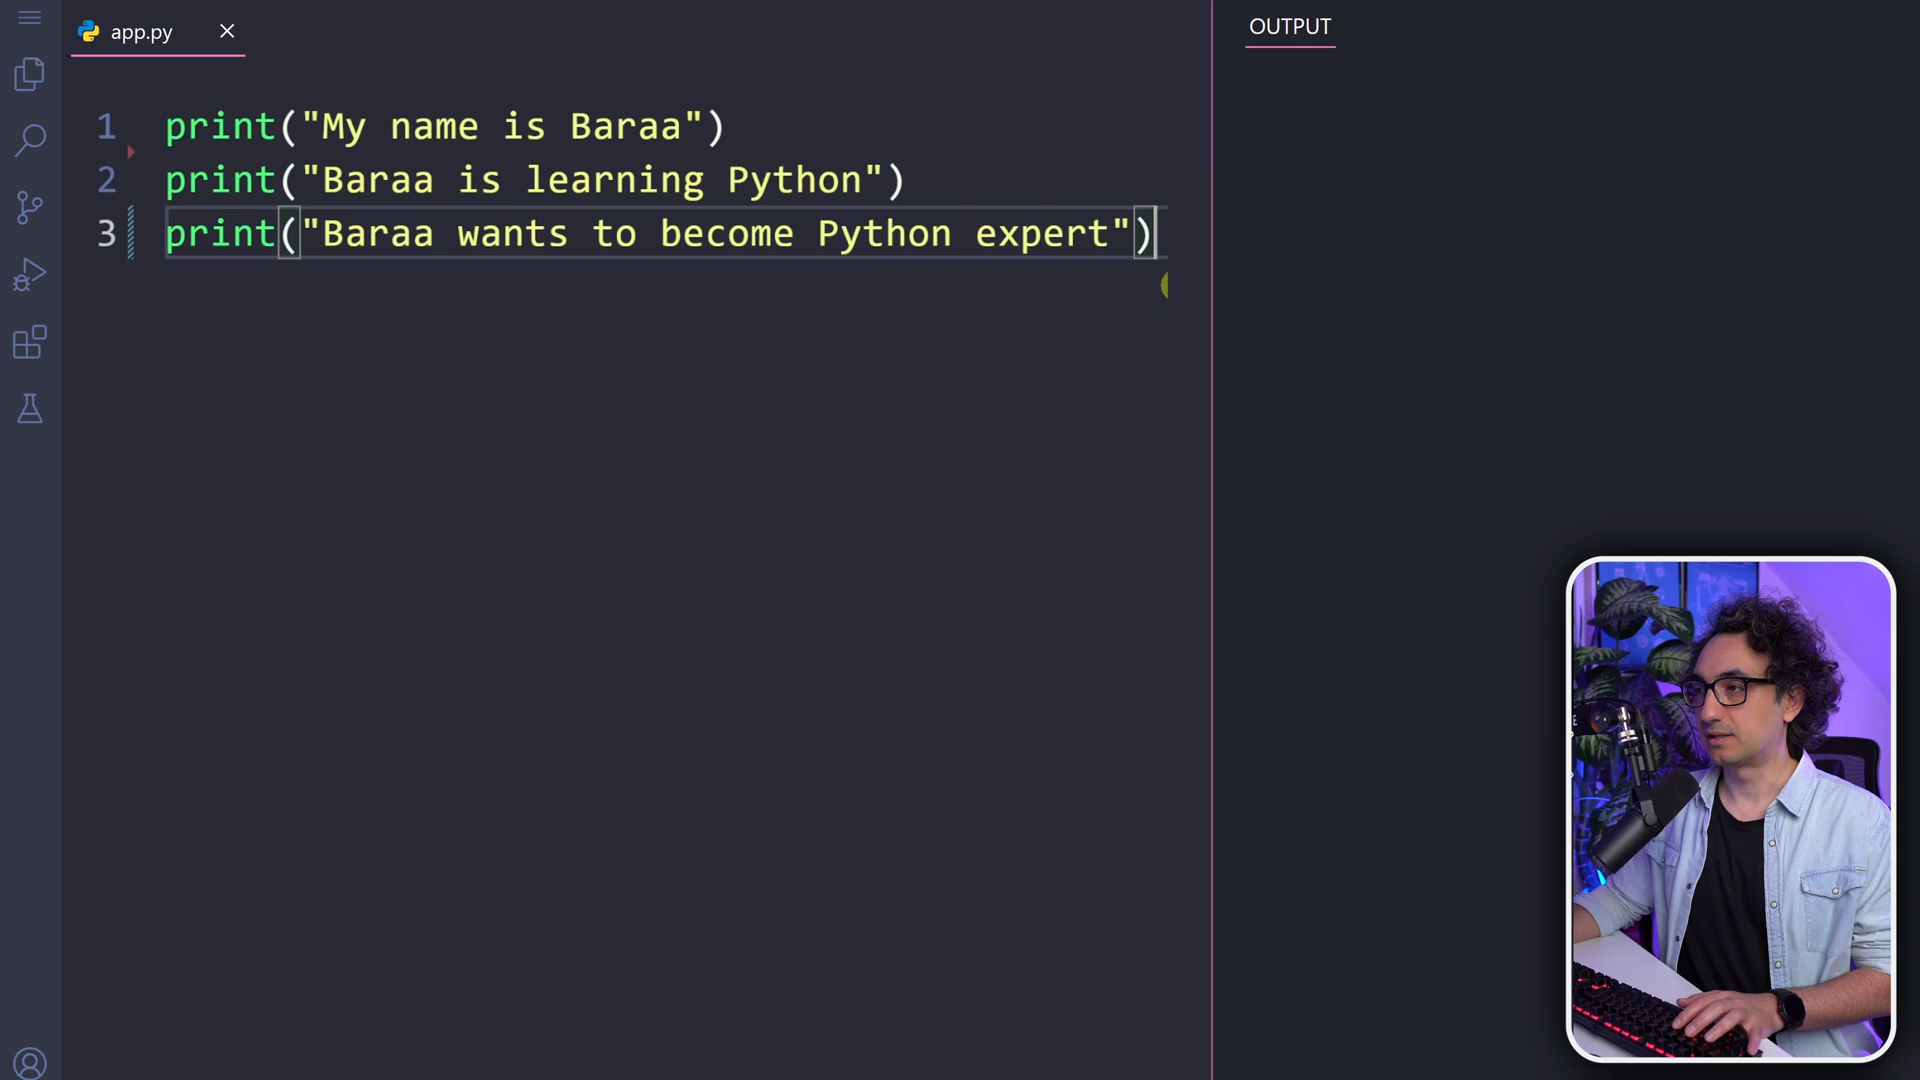 app.py
OUTPUT
1 print("My name is Baraa")
2 print("Baraa is learning Python")
3 print("Baraa wants to become Python expert")